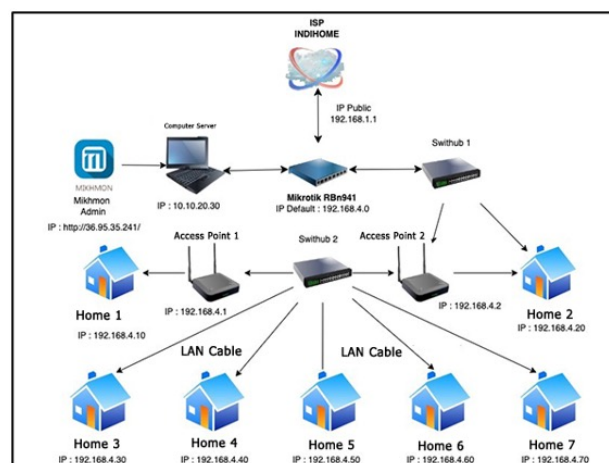 ISP
INDIHOME
IP Public
192.168.1.1
Computer Server
Swithub 1
MIKHMON
Mikhmon
Admin
IP : http://36.95.35.241/
IP : 10.10.20.30
Mikrotik RBn941
IP Default : 192.168.4.0
Access Point 1
Swithub 2
Access Point 2
Home 1
IP : 192.168.4.10
IP : 192.168.4.1
IP : 192.168.4.2
Home 2
IP : 192.168.4.20
LAN Cable
LAN Cable
Home 3
IP : 192.168.4.30
Home 4
IP : 192.168.4.40
Home 5
IP : 192.168.4.50
Home 6
IP : 192.168.4.60
Home 7
IP : 192.168.4.70